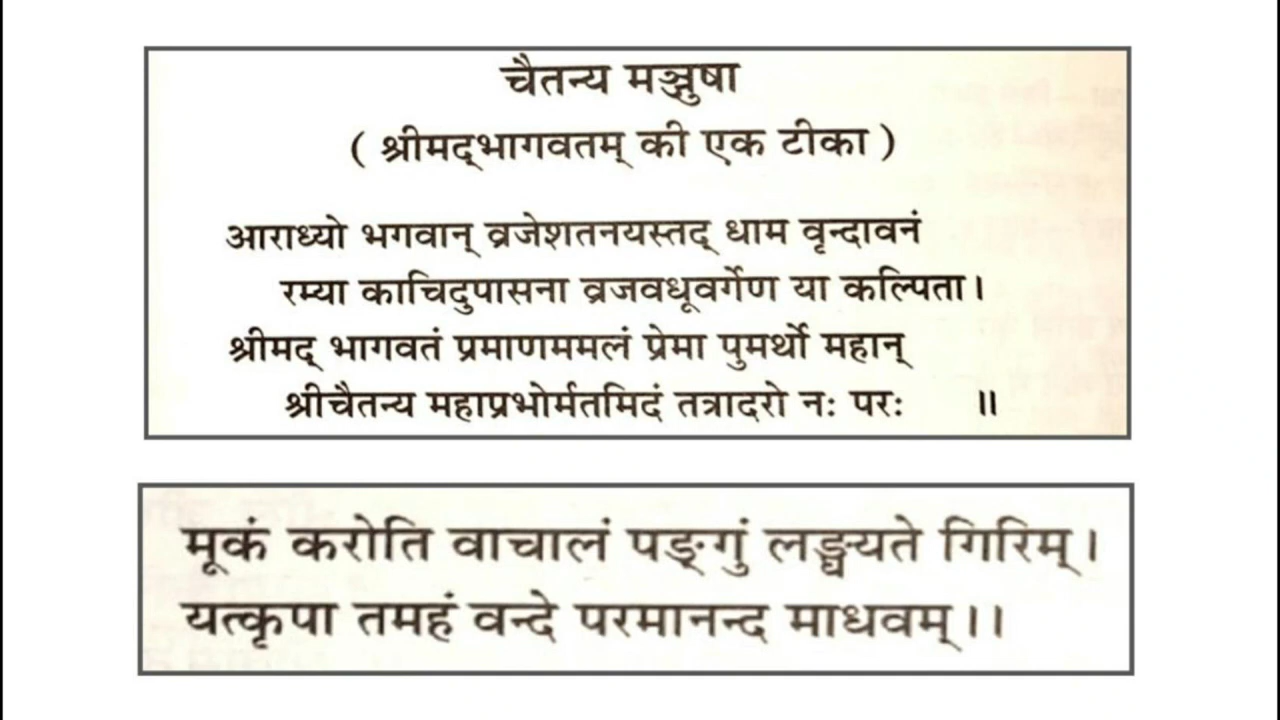 चैतन्य मञ्जुषा
( श्रीमद्‌भागवतम् की एक टीका )
आराध्यो भगवान् व्रजेशतनयस्तद् धाम वृन्दावनं
रम्या काचिदुपासना व्रजवधूवर्गेण या कल्पिता।
श्रीमद् भागवतं प्रमाणममलं प्रेमा पुमर्थो महान्
श्रीचैतन्य महाप्रभोर्मतमिदं तत्रादरो नः परः ॥
मूकं करोति वाचालं पङ्गुं लङ्घयते गिरिम्।
यत्कृपा तमहं वन्दे परमानन्द माधवम्।।